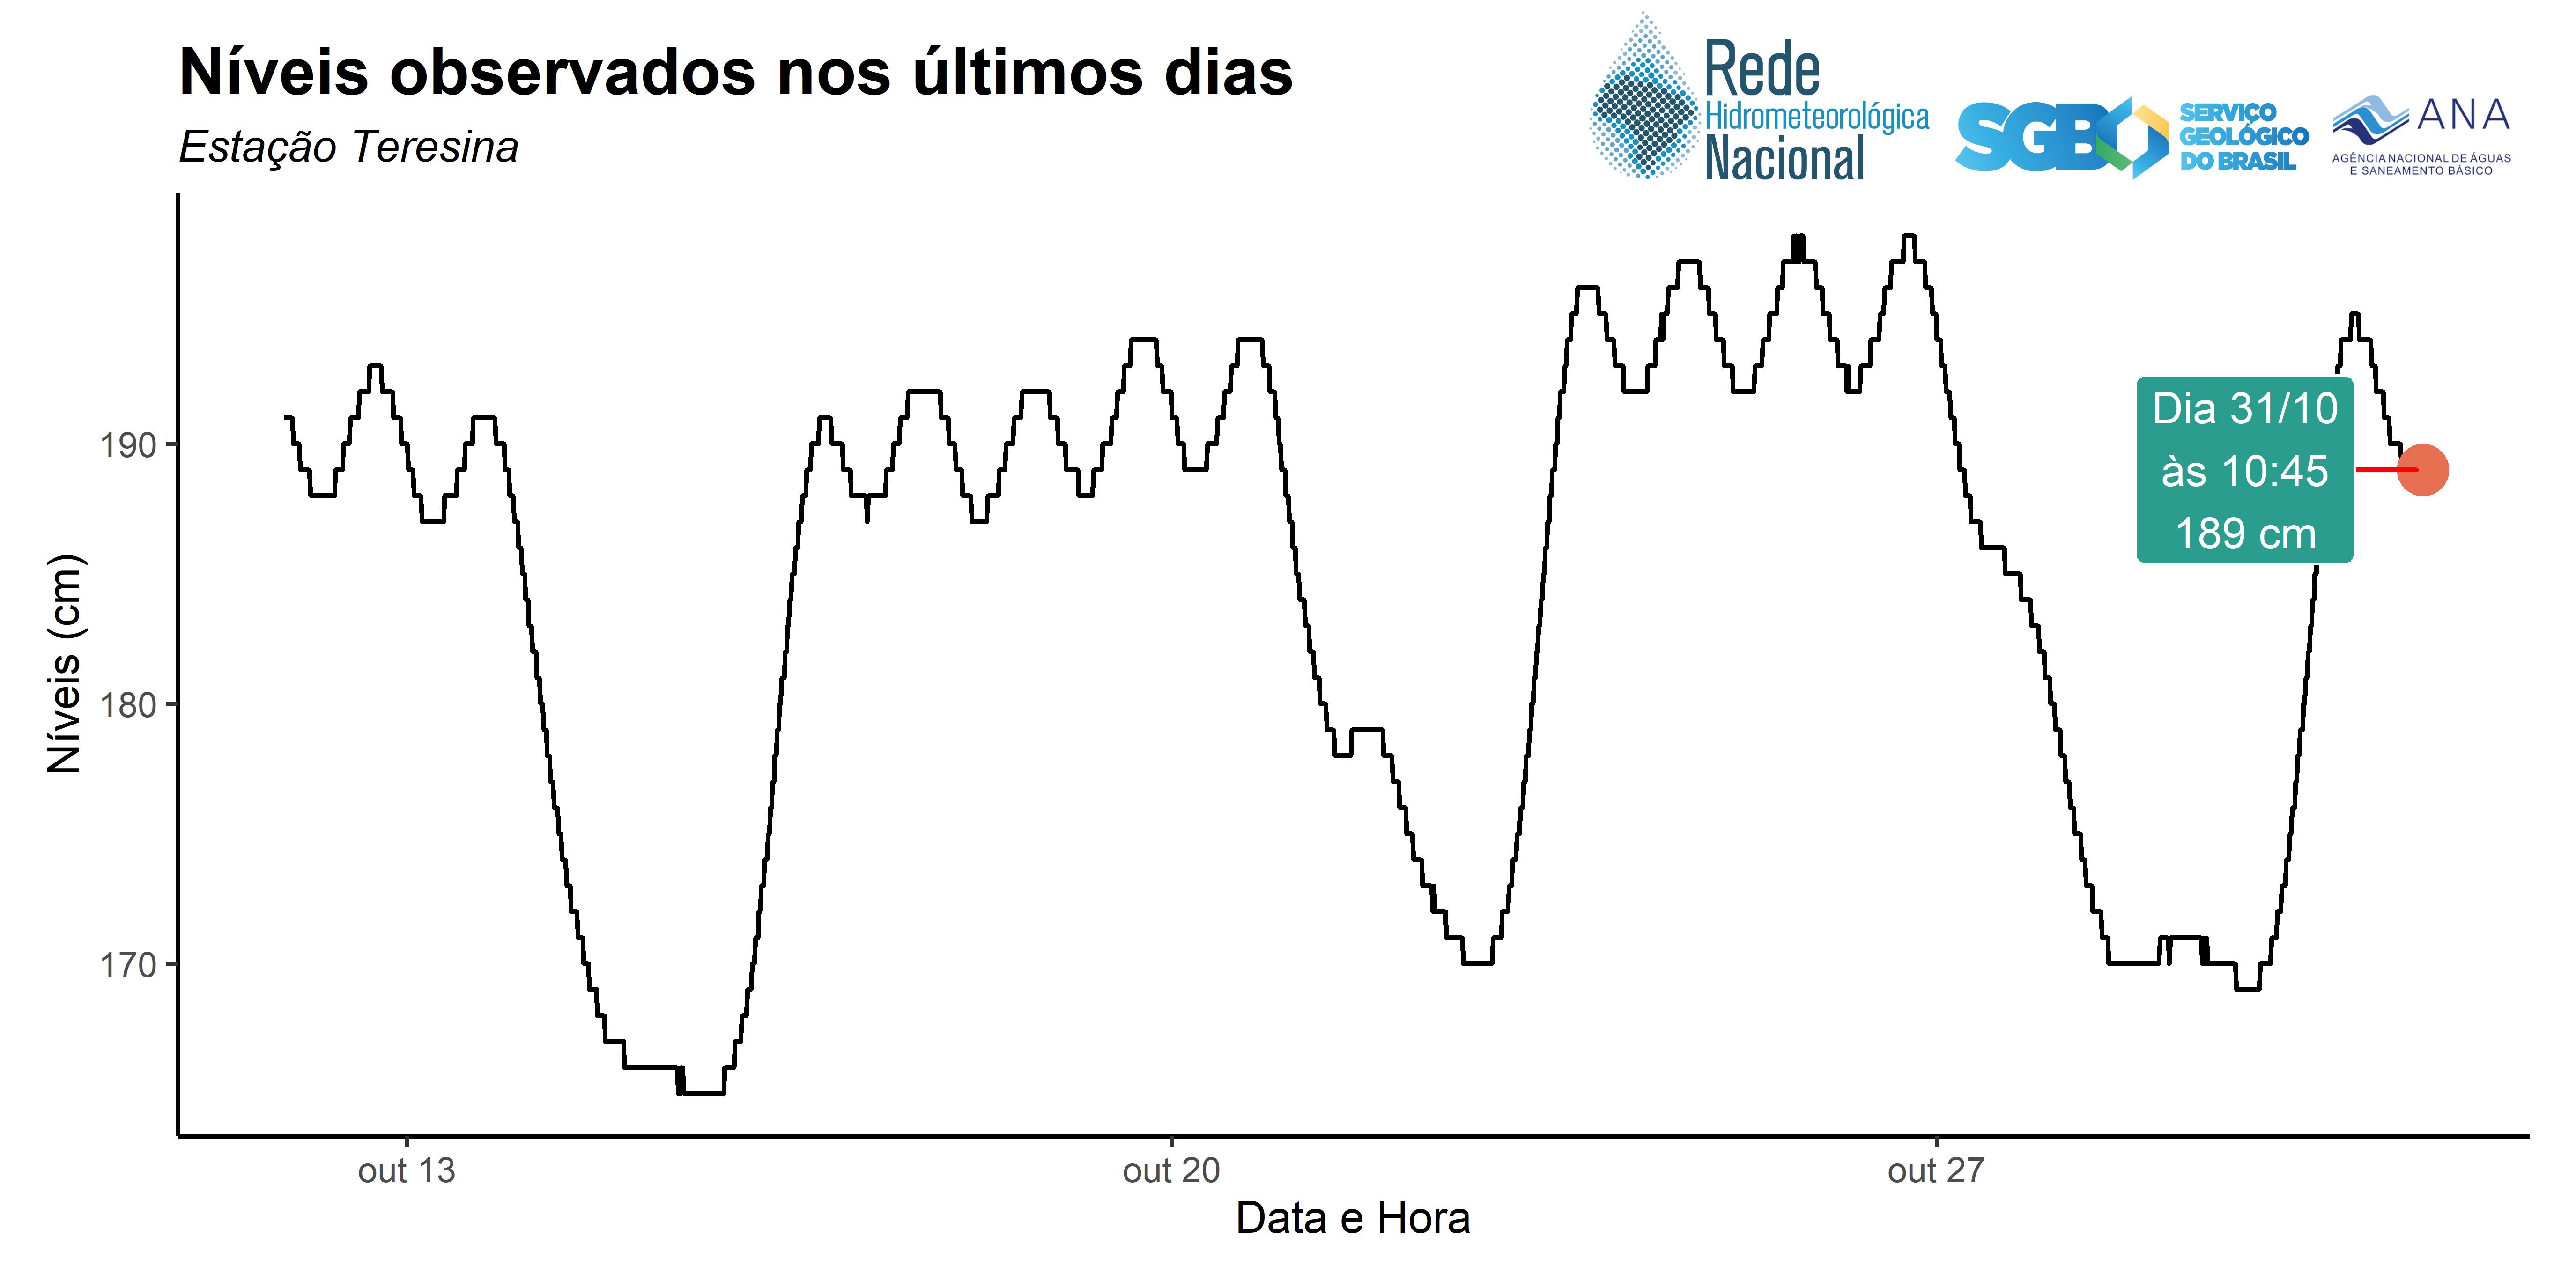 Níveis observados nos últimos dias
Estação Teresina
Rede
Hidrometeorológica
Nacional
SGB
SERVIÇO
GEOLÓGICO
DO BRASIL
ANA
AGÊNCIA NACIONAL DE ÁGUAS
E SANEAMENTO BÁSICO
Níveis (cm)
190
180
170
Dia 31/10
às 10:45
189 cm
out 13
out 20
out 27
Data e Hora